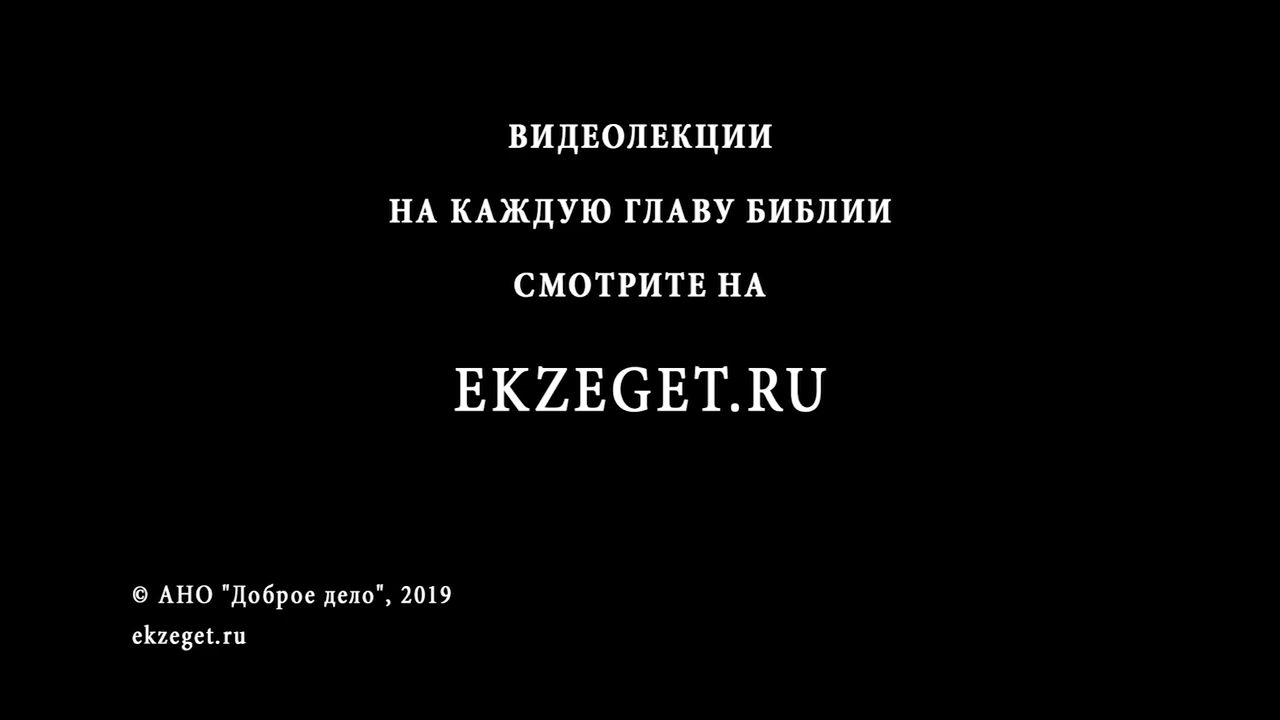 ВИДЕОЛЕКЦИИ
НА КАЖДУЮ ГЛАВУ БИБЛИИ
СМОТРИТЕ НА
EKZEGET.RU
© АНО "Доброе дело", 2019
ekzeget.ru